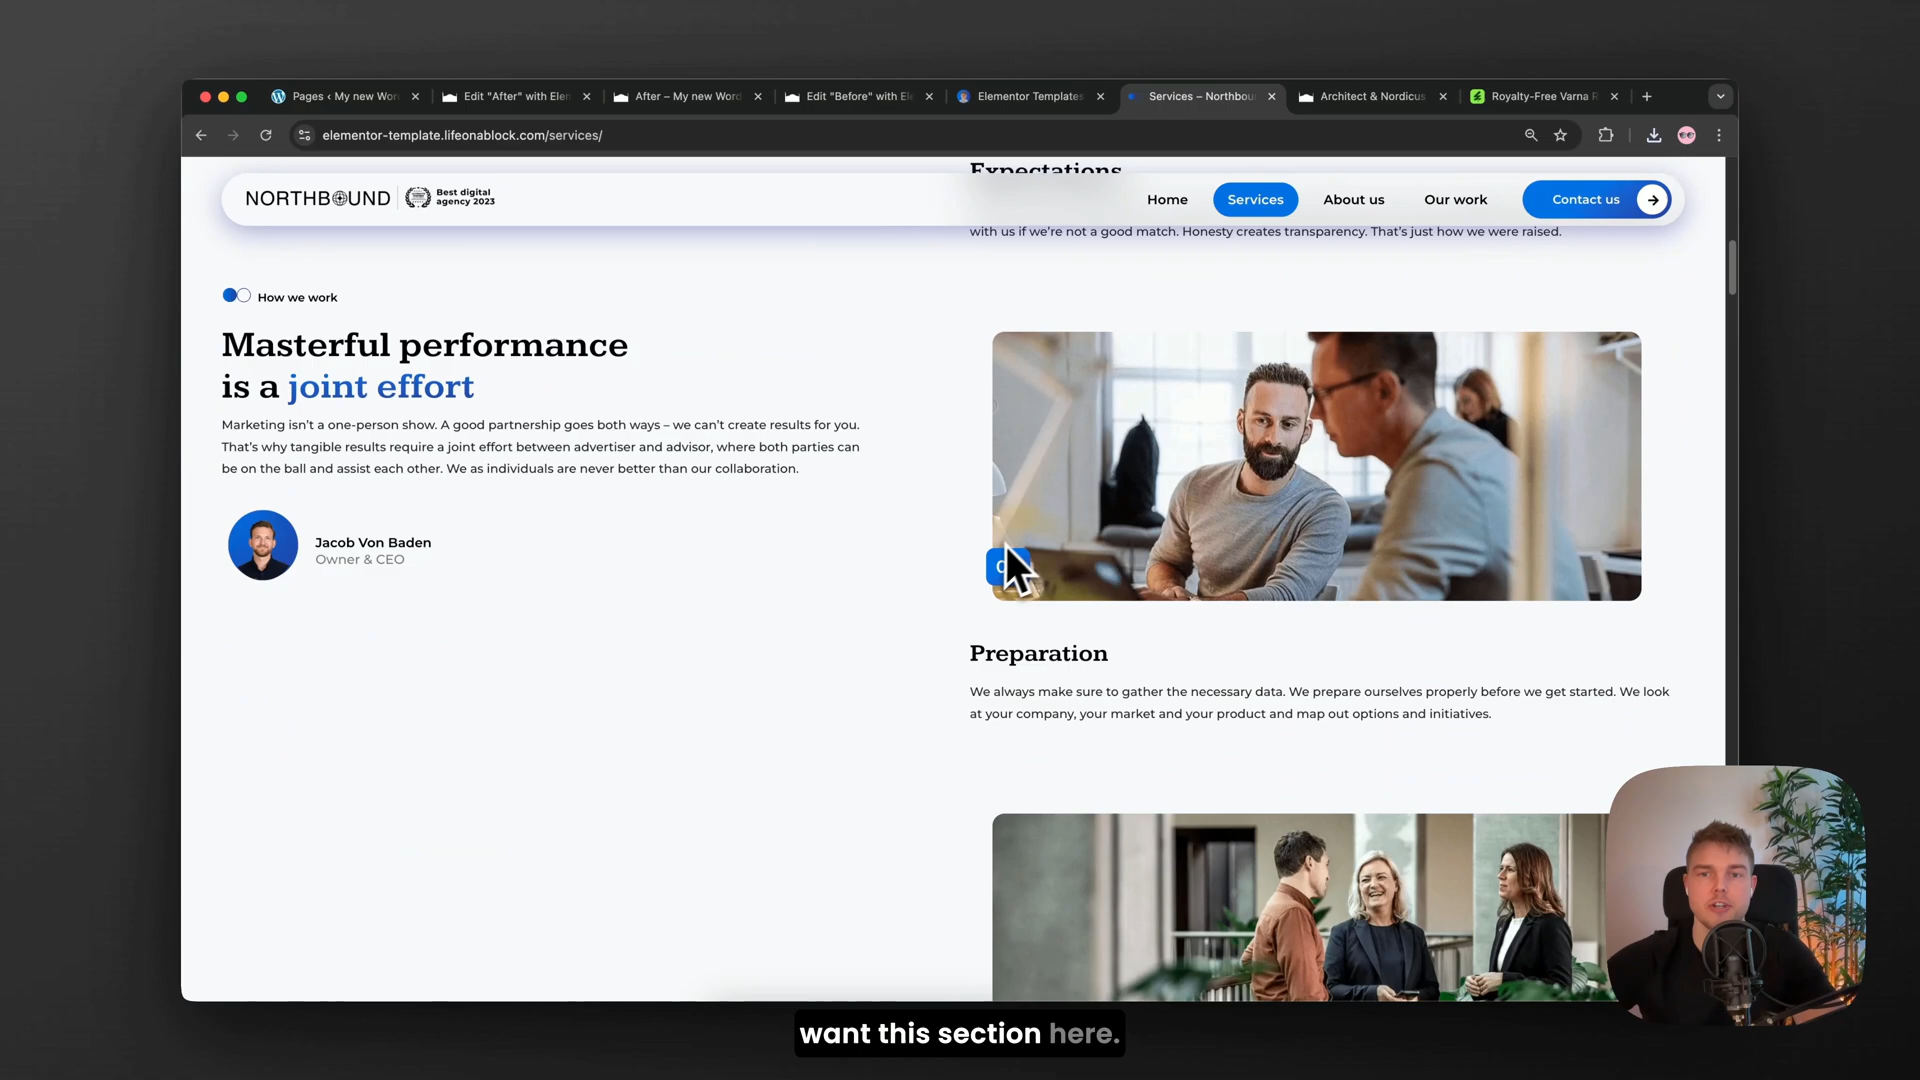 Pages ‹ My new Wor
Edit "After" with Elem
After – My new Word
Edit "Before" with Ele
Elementor Templates
Services – Northbou
Architect & Nordicus
Royalty-Free Varna R
elementor-template.lifeonablock.com/services/
Expectations
NORTHBOUND
Best digital
agency 2023
Home
Services
About us
Our work
Contact us
with us if we’re not a good match. Honesty creates transparency. That’s just how we were raised.
How we work
Masterful performance
is a joint effort
Marketing isn’t a one-person show. A good partnership goes both ways – we can’t create results for you.
That’s why tangible results require a joint effort between advertiser and advisor, where both parties can
be on the ball and assist each other. We as individuals are never better than our collaboration.
Jacob Von Baden
Owner & CEO
Preparation
We always make sure to gather the necessary data. We prepare ourselves properly before we get started. We look
at your company, your market and your product and map out options and initiatives.
want this section here.